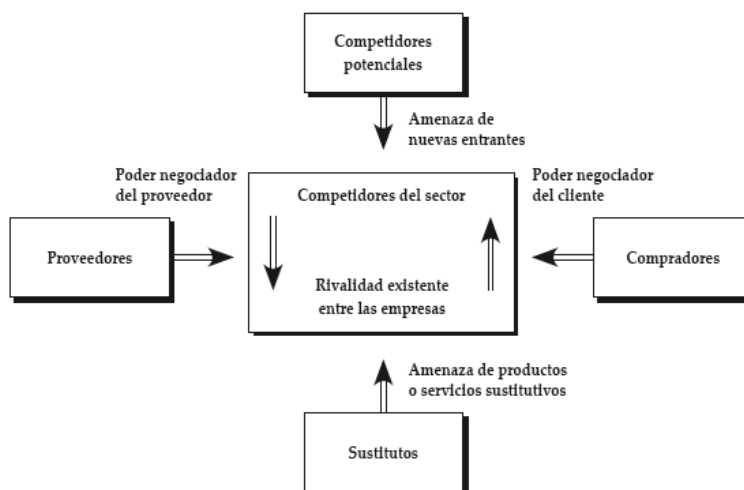 Competidores
potenciales
Amenaza de
nuevas entrantes
Poder negociador
del proveedor
Competidores del sector
Poder negociador
del cliente
Proveedores
Rivalidad existente
entre las empresas
Compradores
Amenaza de productos
o servicios sustitutivos
Sustitutos